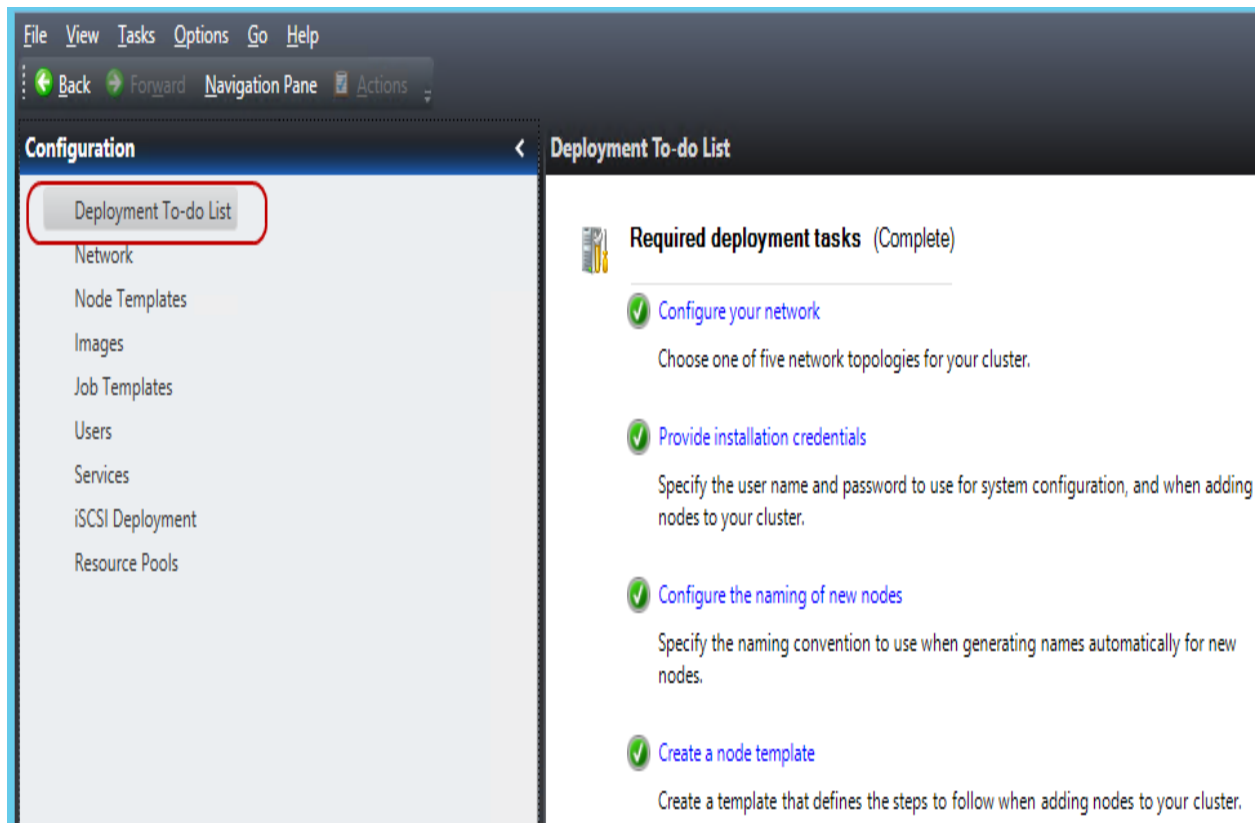 File View Tasks Options Go Help
Back Forward Navigation Pane Actions
Configuration
Deployment To-do List
Network
Node Templates
Images
Job Templates
Users
Services
iSCSI Deployment
Resource Pools
Deployment To-do List
Required deployment tasks (Complete)
Configure your network
Choose one of five network topologies for your cluster.
Provide installation credentials
Specify the user name and password to use for system configuration, and when adding
nodes to your cluster.
Configure the naming of new nodes
Specify the naming convention to use when generating names automatically for new
nodes.
Create a node template
Create a template that defines the steps to follow when adding nodes to your cluster.